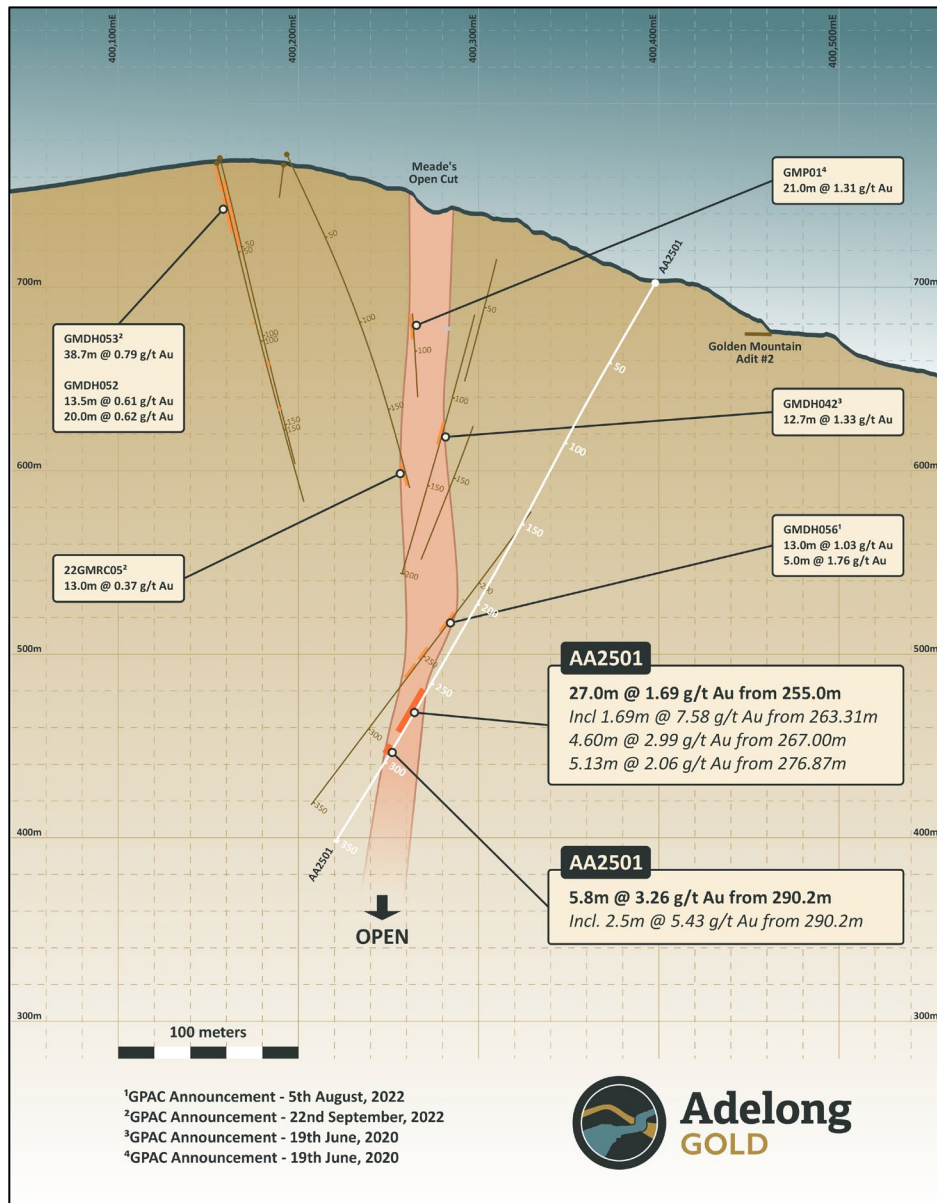 400,100mE
400,200mE
400,300mE
400,400mE
400,500mE
Meade's
Open Cut
GMP01⁴
21.0m @ 1.31 g/t Au
AA2501
700m
700m
-50
-50
-50
-50
-50
GMDH053²
38.7m @ 0.79 g/t Au
GMDH052
13.5m @ 0.61 g/t Au
20.0m @ 0.62 g/t Au
-100
-100
-100
-100
Golden Mountain
Adit #2
-100
-100
GMDH042³
12.7m @ 1.33 g/t Au
-150
-150
-150
600m
600m
-150
-150
-150
GMDH056¹
13.0m @ 1.03 g/t Au
5.0m @ 1.76 g/t Au
22GMRC05²
13.0m @ 0.37 g/t Au
-200
-200
-200
500m
500m
-250
-250
AA2501
27.0m @ 1.69 g/t Au from 255.0m
Incl 1.69m @ 7.58 g/t Au from 263.31m
4.60m @ 2.99 g/t Au from 267.00m
5.13m @ 2.06 g/t Au from 276.87m
-300
-300
-350
400m
400m
-350
AA2501
AA2501
5.8m @ 3.26 g/t Au from 290.2m
Incl. 2.5m @ 5.43 g/t Au from 290.2m
OPEN
300m
300m
100 meters
¹GPAC Announcement - 5th August, 2022
²GPAC Announcement - 22nd September, 2022
³GPAC Announcement - 19th June, 2020
⁴GPAC Announcement - 19th June, 2020
Adelong
GOLD